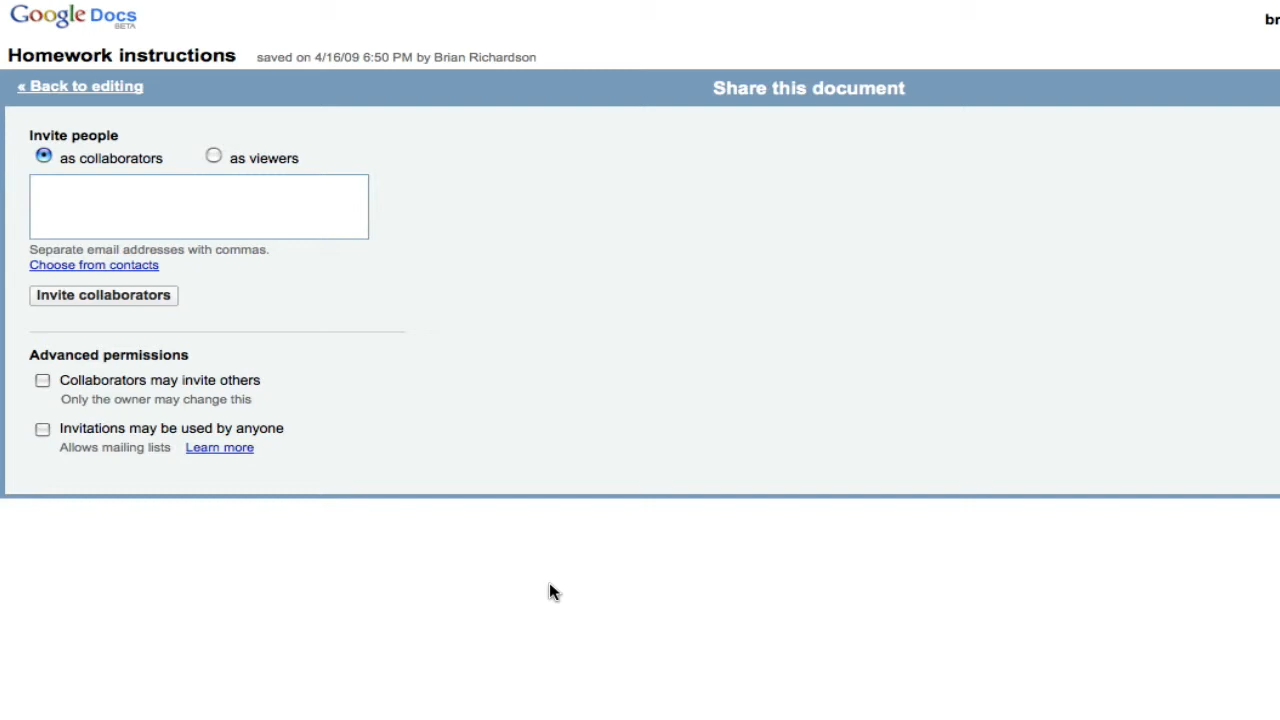 Google Docs
BETA
br
Homework instructions saved on 4/16/09 6:50 PM by Brian Richardson
« Back to editing
Share this document
Invite people
as collaborators as viewers
Separate email addresses with commas.
Choose from contacts
Invite collaborators
Advanced permissions
Collaborators may invite others
Only the owner may change this
Invitations may be used by anyone
Allows mailing lists Learn more